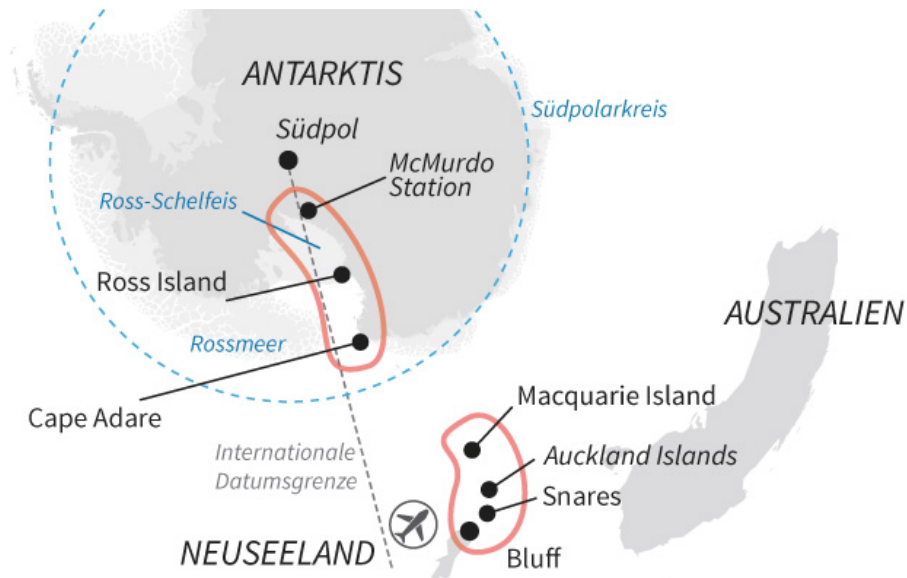 ANTARKTIS
Südpolarkreis
Südpol
McMurdo
Station
Ross-Schelfeis
Ross Island
AUSTRALIEN
Rossmeer
Macquarie Island
Cape Adare
Internationale
Datumsgrenze
Auckland Islands
Snares
NEUSEELAND
Bluff